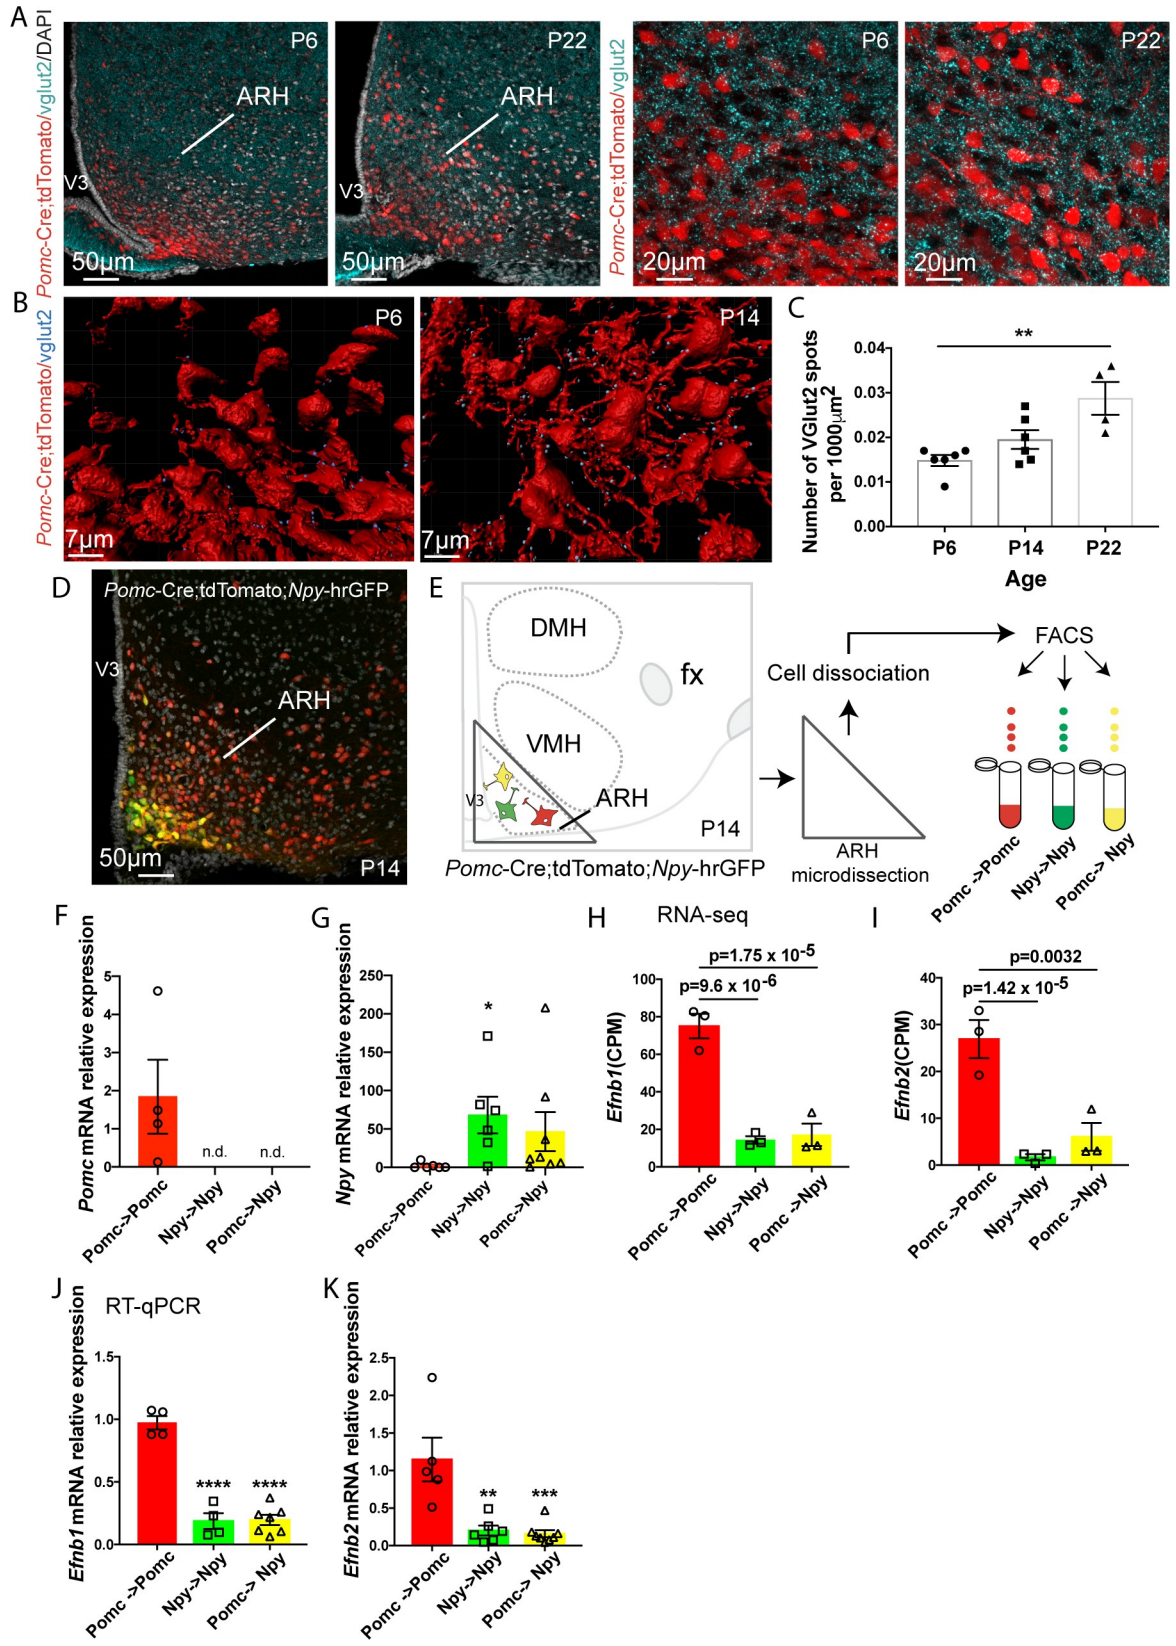 A
Pomc-Cre;tdTomato/vglut2/DAPI
P6
ARH
V3
50µm
P22
ARH
V3
50µm
Pomc-Cre;tdTomato/vglut2
P6
20µm
P22
20µm
B
Pomc-Cre;tdTomato/vglut2
P6
7µm
P14
7µm
C
**
Number of VGlut2 spots
per 1000µm2
0.04
0.03
0.02
0.01
0.00
P6
P14
P22
Age
D
Pomc-Cre;tdTomato;Npy-hrGFP
V3
ARH
50µm
P14
E
DMH
fx
VMH
V3
ARH
P14
Pomc-Cre;tdTomato;Npy-hrGFP
Cell dissociation
ARH
microdissection
FACS
Pomc ->Pomc
Npy->Npy
Pomc-> Npy
F
Pomc mRNA relative expression
5
4
3
2
1
0
n.d.
n.d.
Pomc->Pomc
Npy->Npy
Pomc->Npy
G
Npy mRNA relative expression
250
200
150
100
50
0
*
Pomc->Pomc
Npy->Npy
Pomc->Npy
RNA-seq
H
Efnb1(CPM)
100
80
60
40
20
0
p=1.75 x 10-5
p=9.6 x 10-6
Pomc ->Pomc
Npy->Npy
Pomc->Npy
I
Efnb2(CPM)
40
30
20
10
0
p=0.0032
p=1.42 x 10-5
Pomc->Pomc
Npy->Npy
Pomc->Npy
J
RT-qPCR
Efnb1 mRNA relative expression
1.5
1.0
0.5
0.0
****
****
Pomc ->Pomc
Npy->Npy
Pomc-> Npy
K
Efnb2 mRNA relative expression
2.5
2.0
1.5
1.0
0.5
0.0
**
***
Pomc ->Pomc
Npy->Npy
Pomc-> Npy